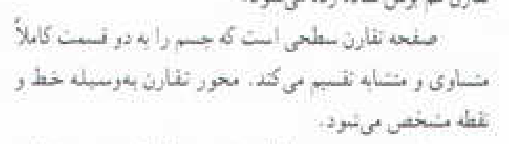 صفحه تقارن سطحی است که جسم را به دو قسمت کاملاً
متساوی و متشابه تقسیم می‌کند. محور تقارن به‌وسیله خط و
نقطه مشخص می‌شود.